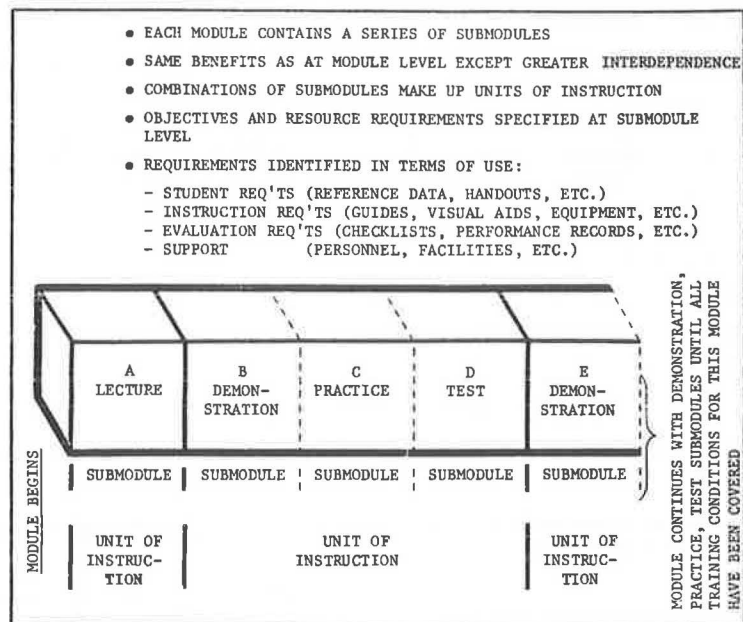 • EACH MODULE CONTAINS A SERIES OF SUBMODULES
• SAME BENEFITS AS AT MODULE LEVEL EXCEPT GREATER INTERDEPENDENCE
• COMBINATIONS OF SUBMODULES MAKE UP UNITS OF INSTRUCTION
• OBJECTIVES AND RESOURCE REQUIREMENTS SPECIFIED AT SUBMODULE
LEVEL
• REQUIREMENTS IDENTIFIED IN TERMS OF USE:
- STUDENT REQ'TS (REFERENCE DATA, HANDOUTS, ETC.)
- INSTRUCTION REQ'TS (GUIDES, VISUAL AIDS, EQUIPMENT, ETC.)
- EVALUATION REQ'TS (CHECKLISTS, PERFORMANCE RECORDS, ETC.)
- SUPPORT (PERSONNEL, FACILITIES, ETC.)
A
LECTURE
B
DEMON-
STRATION
C
PRACTICE
D
TEST
E
DEMON-
STRATION
SUBMODULE SUBMODULE SUBMODULE SUBMODULE SUBMODULE
MODULE BEGINS
UNIT OF
INSTRUC-
TION
UNIT OF
INSTRUCTION
UNIT OF
INSTRUC-
TION
MODULE CONTINUES WITH DEMONSTRATION,
PRACTICE, TEST SUBMODULES UNTIL ALL
TRAINING CONDITIONS FOR THIS MODULE
HAVE BEEN COVERED